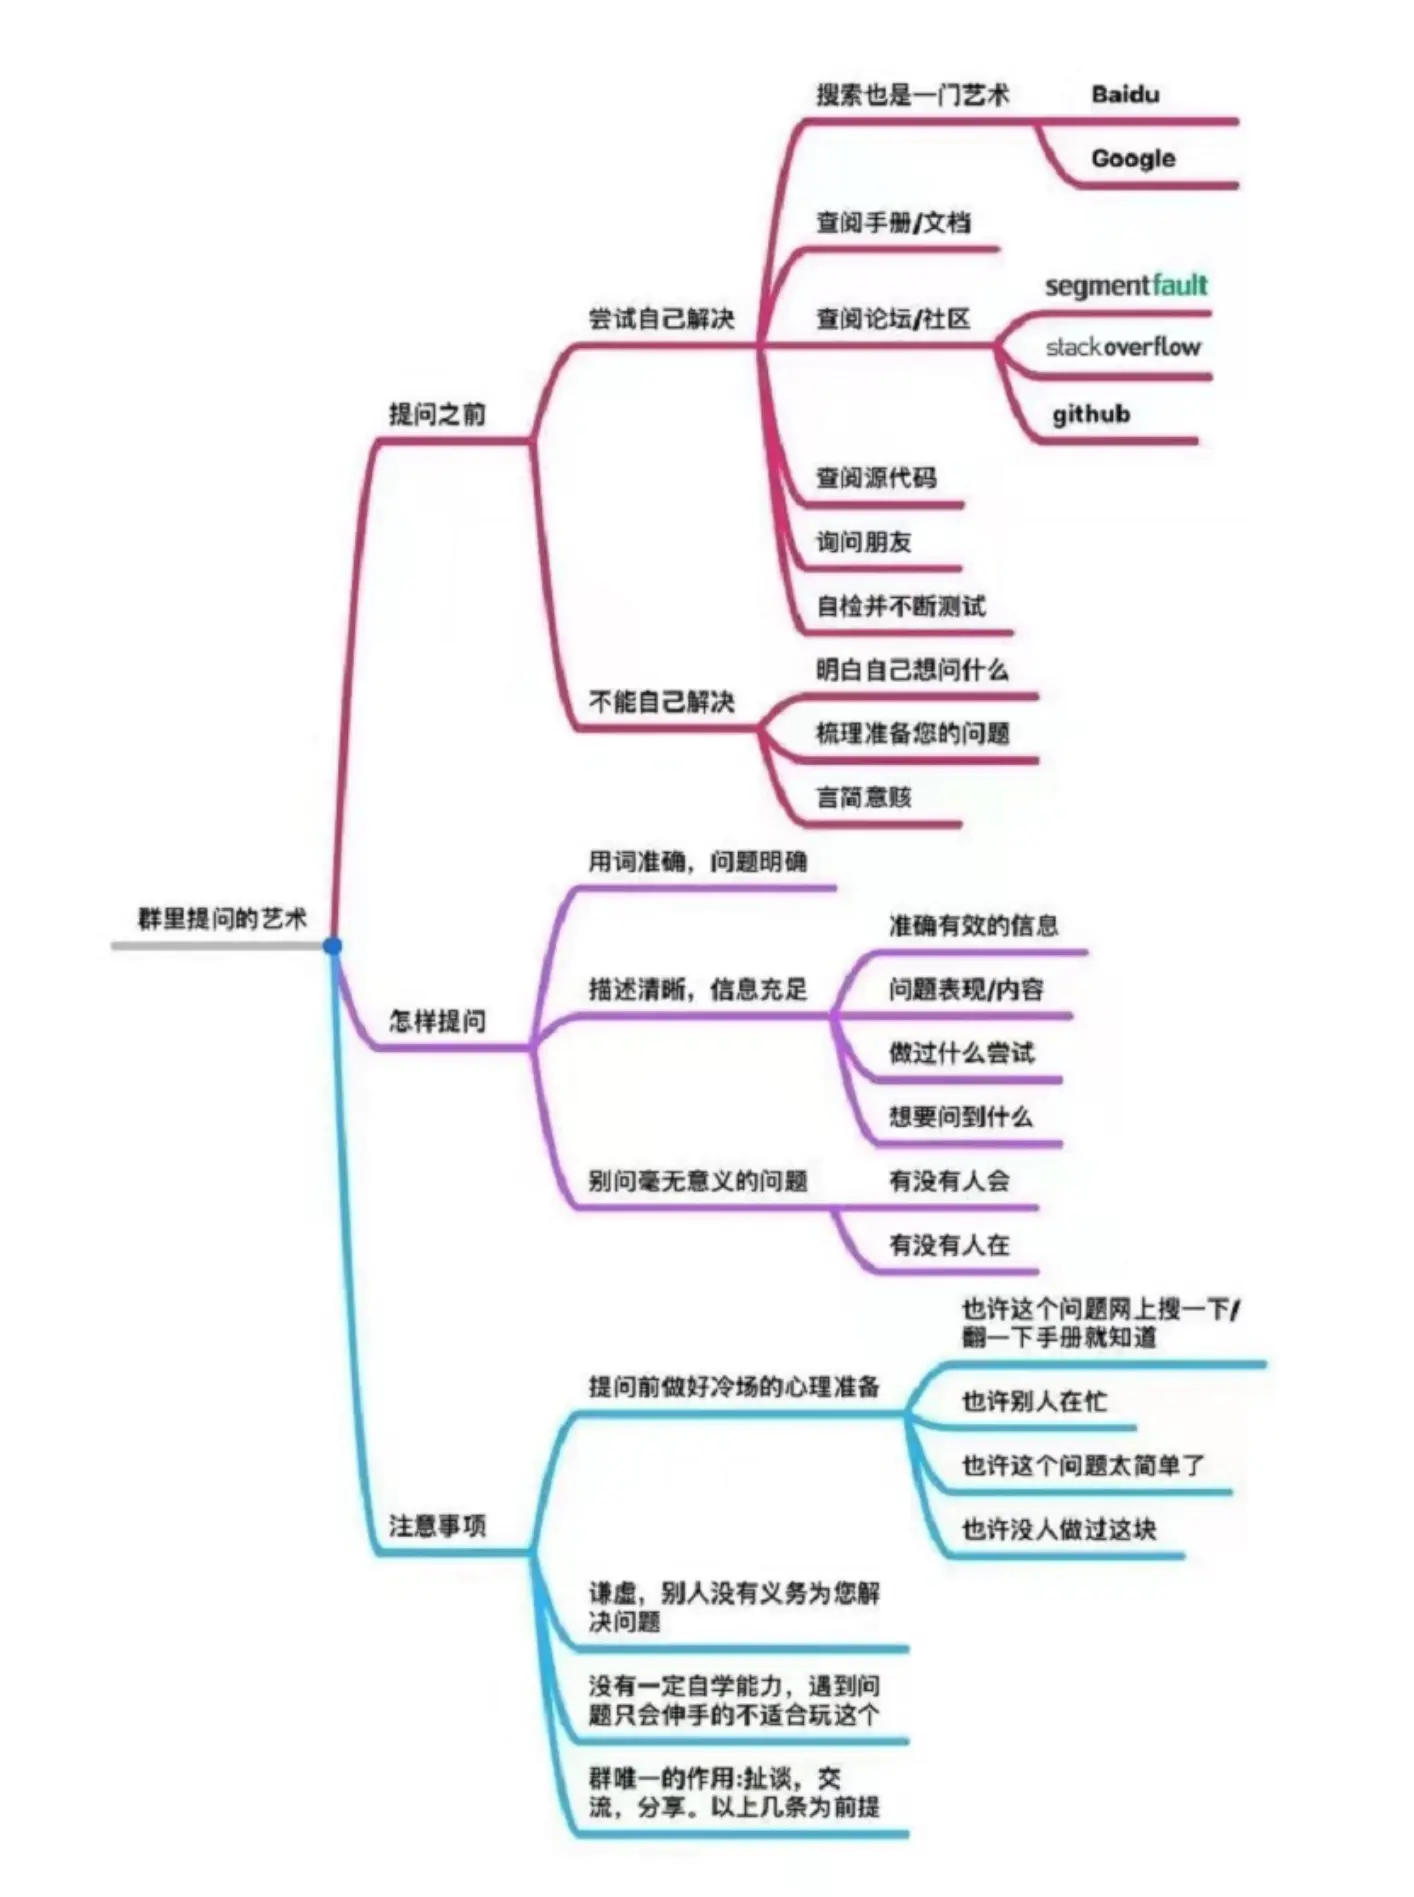 搜索也是一门艺术
Baidu
Google
查阅手册/文档
尝试自己解决
查阅论坛/社区
segmentfault
stackoverflow
github
提问之前
查阅源代码
询问朋友
自检并不断测试
不能自己解决
明白自己想问什么
梳理准备您的问题
言简意赅
群里提问的艺术
用词准确，问题明确
怎样提问
描述清晰，信息充足
准确有效的信息
问题表现/内容
做过什么尝试
想要问到什么
别问毫无意义的问题
有没有人会
有没有人在
注意事项
提问前做好冷场的心理准备
也许这个问题网上搜一下/
翻一下手册就知道
也许别人在忙
也许这个问题太简单了
也许没人做过这块
谦虚，别人没有义务为您解
决问题
没有一定自学能力，遇到问
题只会伸手的不适合玩这个
群唯一的作用:扯谈，交
流，分享。以上几条为前提